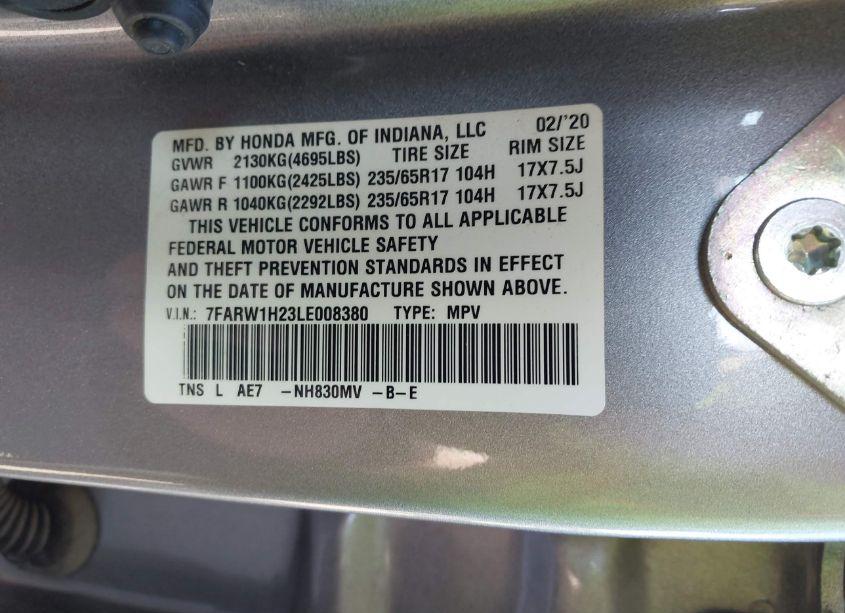 MFD. BY HONDA MFG. OF INDIANA, LLC 02/'20
GVWR 2130KG(4695LBS) TIRE SIZE RIM SIZE
GAWR F 1100KG(2425LBS) 235/65R17 104H 17X7.5J
GAWR R 1040KG(2292LBS) 235/65R17 104H 17X7.5J
THIS VEHICLE CONFORMS TO ALL APPLICABLE
FEDERAL MOTOR VEHICLE SAFETY
AND THEFT PREVENTION STANDARDS IN EFFECT
ON THE DATE OF MANUFACTURE SHOWN ABOVE.
V.I.N.: 7FARW1H23LE008380 TYPE: MPV
TNS L AE7 -NH830MV -B-E